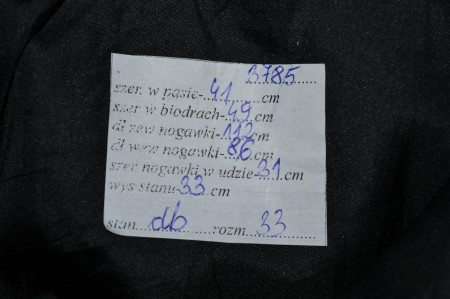 3785
szer. w pasie-41cm
szer w biodrach-49cm
dł zew nogawki-112cm
dł wew nogawki-86cm
szer nogawki w udzie-31cm
wys stanu-33cm
stan db rozm 33